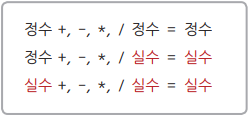 정수 +, -, *, / 정수 = 정수
정수 +, -, *, / 실수 = 실수
실수 +, -, *, / 실수 = 실수